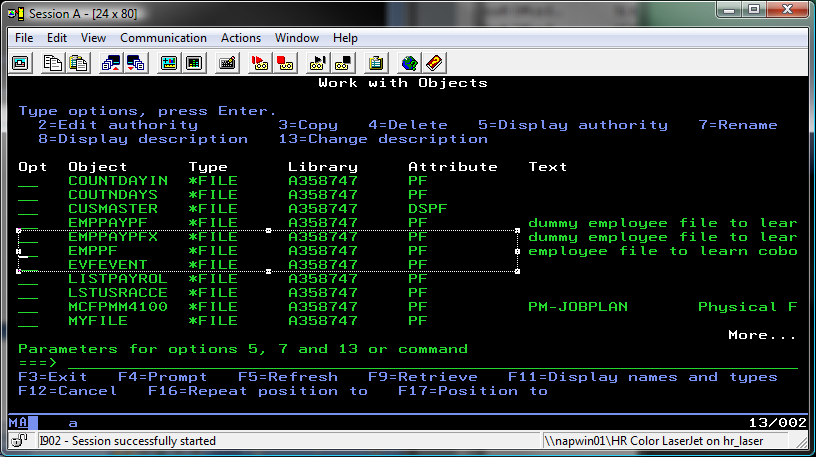 Session A - [24 x 80]
File Edit View Communication Actions Window Help
Work with Objects
Type options, press Enter.
2=Edit authority 3=Copy 4=Delete 5=Display authority 7=Rename
8=Display description 13=Change description
Opt Object Type Library Attribute Text
__ COUNTDAYIN *FILE A358747 PF
__ COUTNDAYS *FILE A358747 PF
__ CUSMASTER *FILE A358747 DSPF
__ EMPPAYPF *FILE A358747 PF dummy employee file to lear
__ EMPPAYPFX *FILE A358747 PF dummy employee file to lear
__ EMPPF *FILE A358747 PF employee file to learn cobo
__ EVFEVENT *FILE A358747 PF
__ LISTPAYROL *FILE A358747 PF
__ LSTUSRACCE *FILE A358747 PF
__ MCFPMM4100 *FILE A358747 PF PM-JOBPLAN Physical F
__ MYFILE *FILE A358747 PF
More...
Parameters for options 5, 7 and 13 or command
===>
F3=Exit F4=Prompt F5=Refresh F9=Retrieve F11=Display names and types
F12=Cancel F16=Repeat position to F17=Position to
MA a 13/002
I902 - Session successfully started \\napwin01\HR Color LaserJet on hr_laser